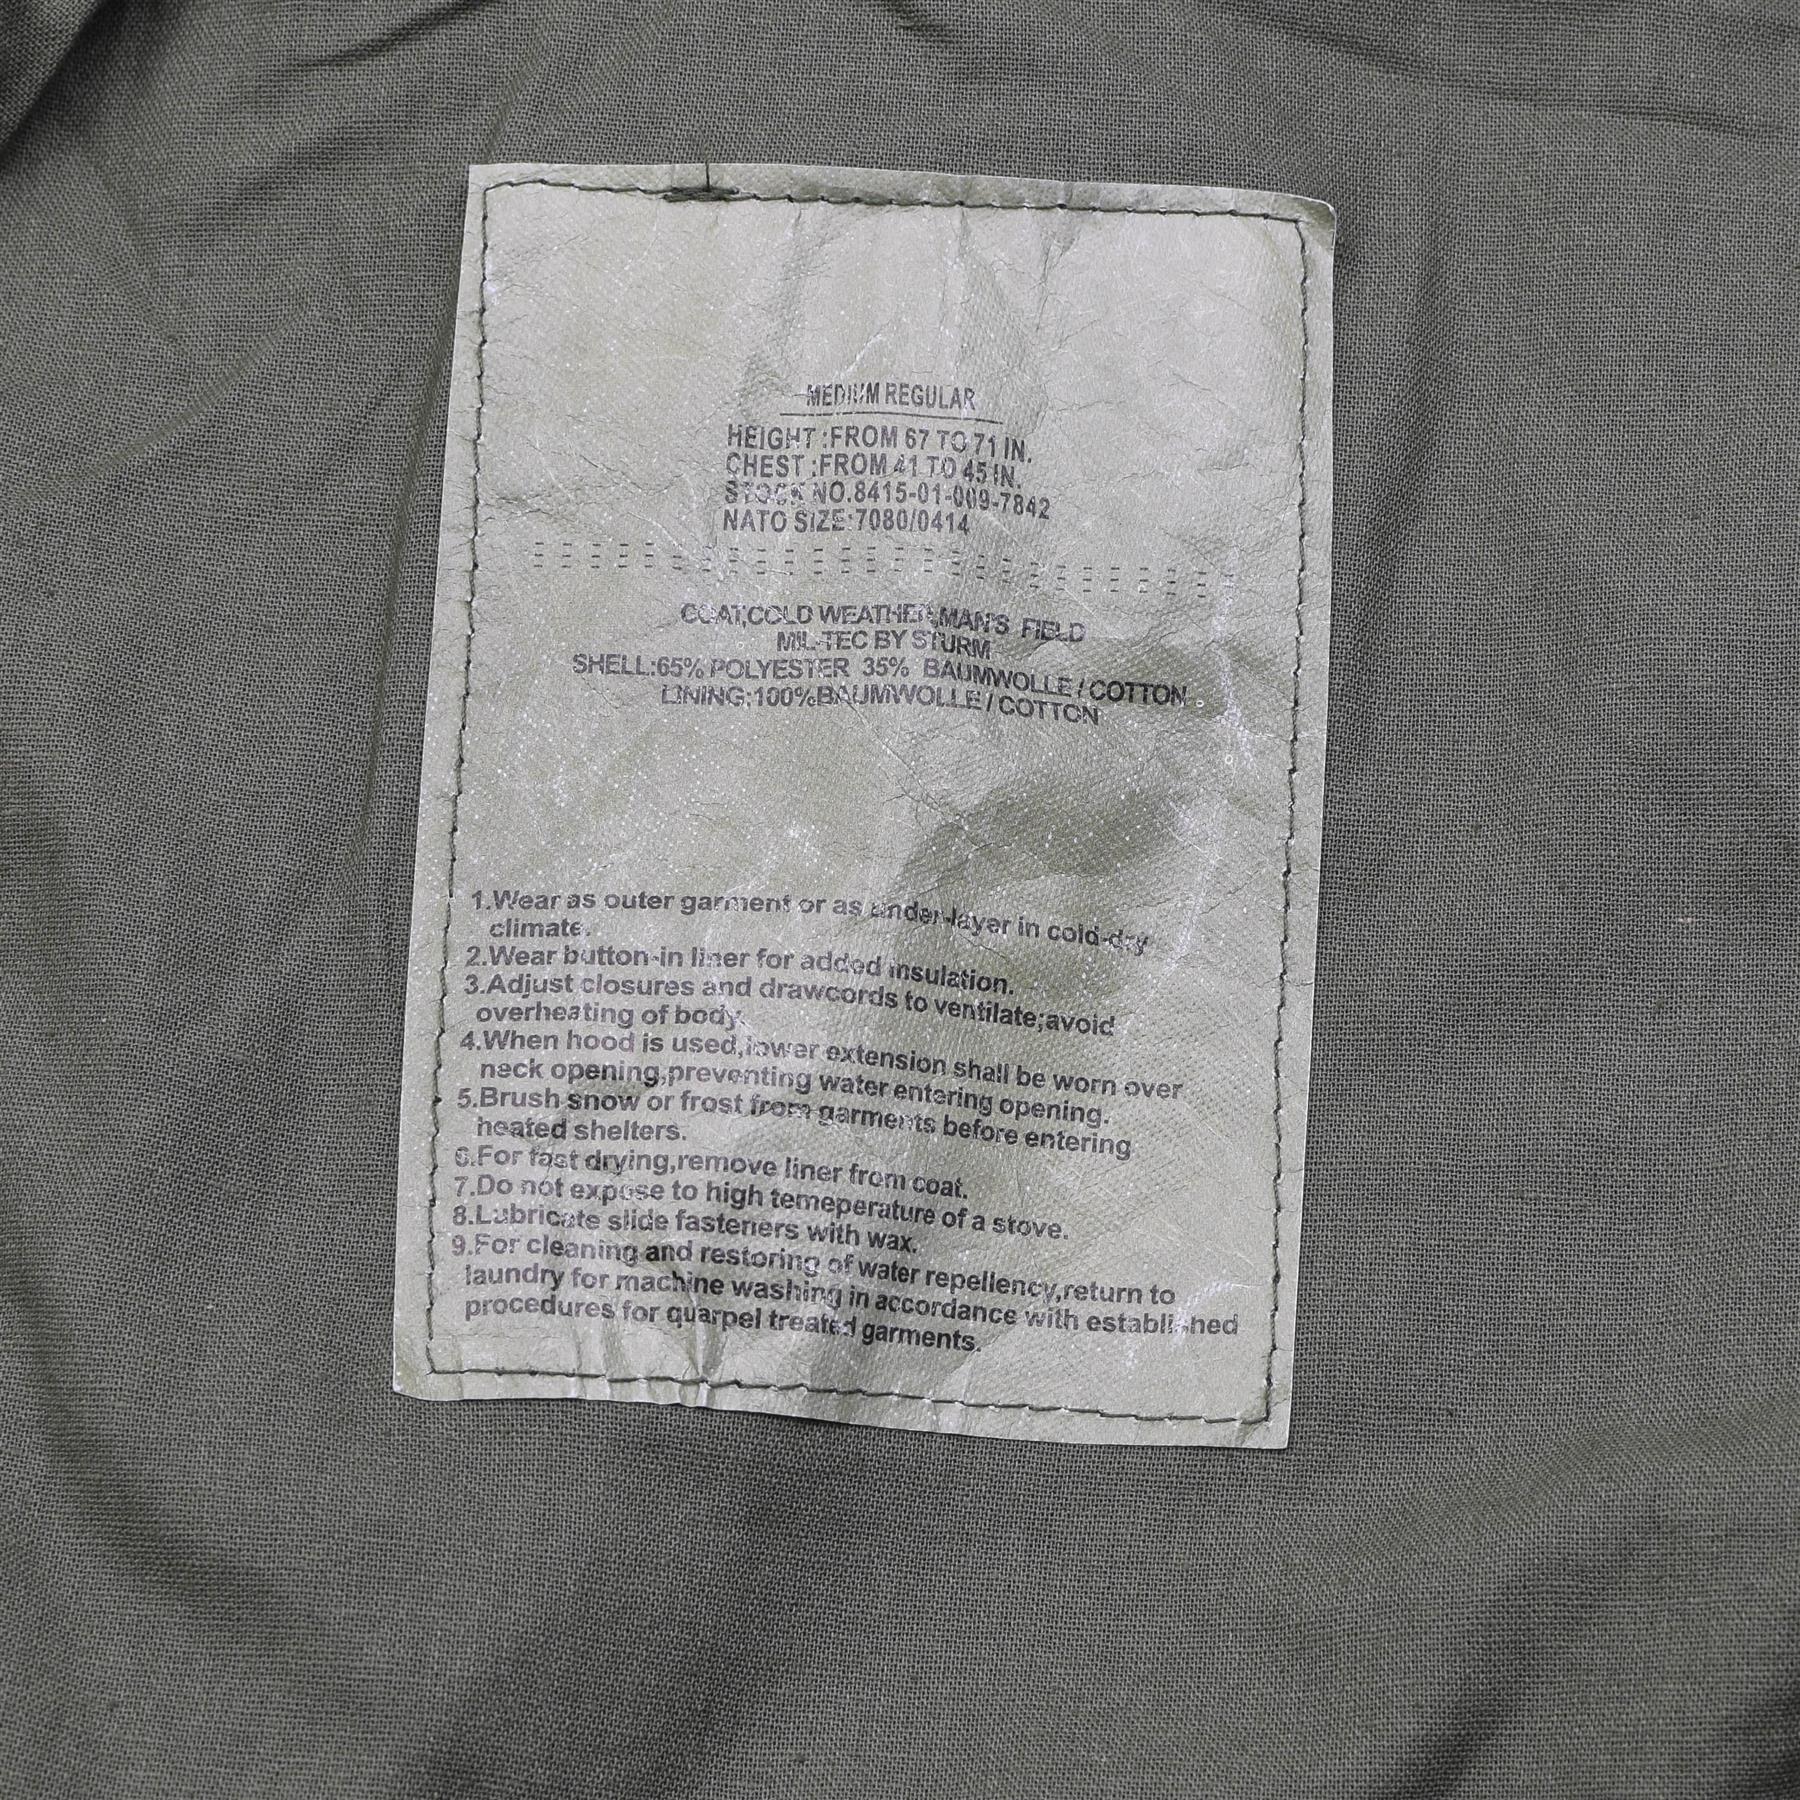 MEDIUM REGULAR
HEIGHT :FROM 67 TO 71 IN.
CHEST :FROM 41 TO 45 IN.
STOCK NO.8415-01-009-7842
NATO SIZE:7080/0414
COAT,COLD WEATHER,MAN'S FIELD
MIL-TEC BY STURM
SHELL:65% POLYESTER 35% BAUMWOLLE / COTTON
LINING:100%BAUMWOLLE / COTTON
1.Wear as outer garment or as under-layer in cold-dry
climate.
2.Wear button-in liner for added insulation.
3.Adjust closures and drawcords to ventilate;avoid
overheating of body.
4.When hood is used,lower extension shall be worn over
neck opening,preventing water entering opening.
5.Brush snow or frost from garments before entering
heated shelters.
6.For fast drying,remove liner from coat.
7.Do not expose to high temeperature of a stove.
8.Lubricate slide fasteners with wax.
9.For cleaning and restoring of water repellency,return to
laundry for machine washing in accordance with established
procedures for quarpel treated garments.